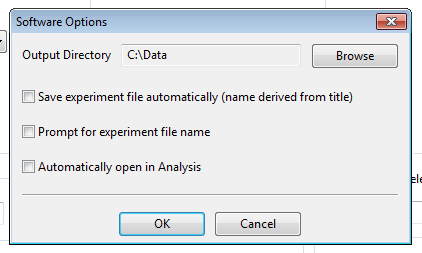 Software Options
Output Directory C:\Data Browse
Save experiment file automatically (name derived from title)
Prompt for experiment file name
Automatically open in Analysis
OK Cancel